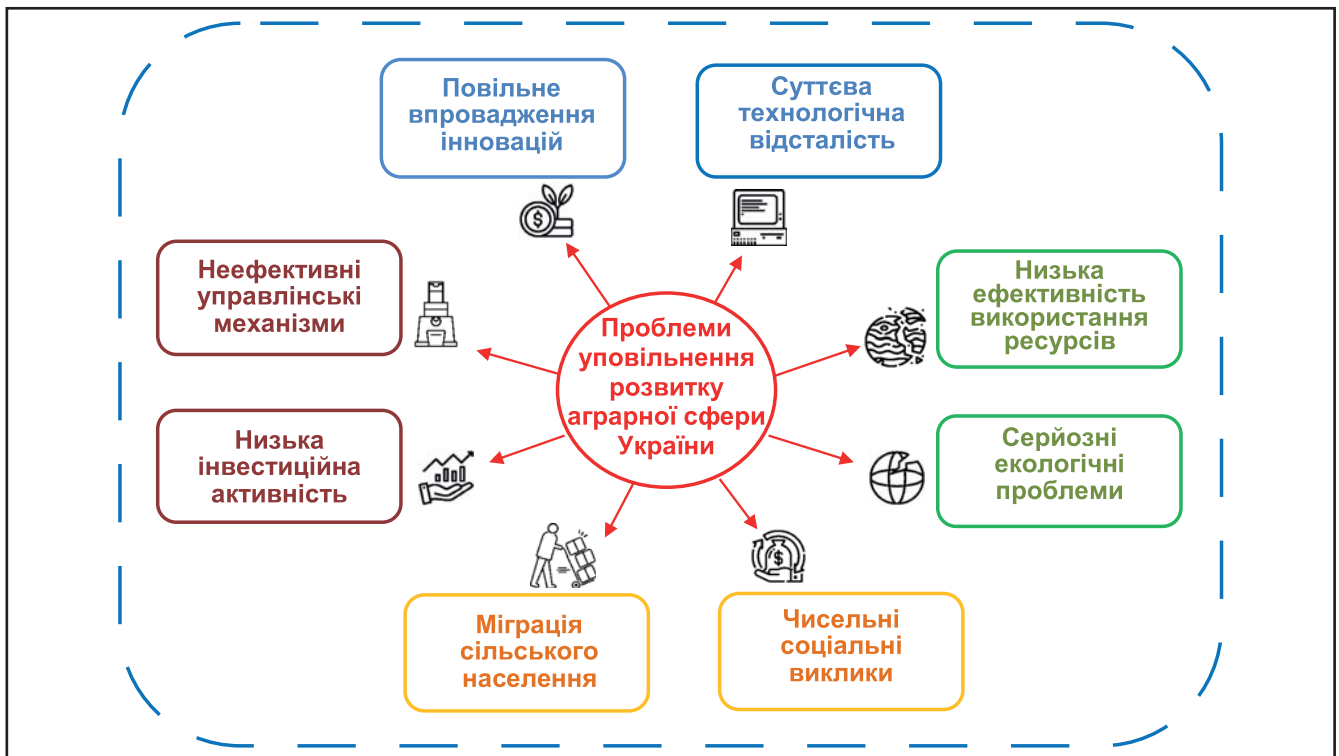 Повільне
впровадження
інновацій
Суттєва
технологічна
відсталість
Неефективні
управлінські
механізми
Низька
ефективність
використання
ресурсів
Проблеми
уповільнення
розвитку
аграрної сфери
України
Низька
інвестиційна
активність
Серйозні
екологічні
проблеми
Міграція
сільського
населення
Чисельні
соціальні
виклики